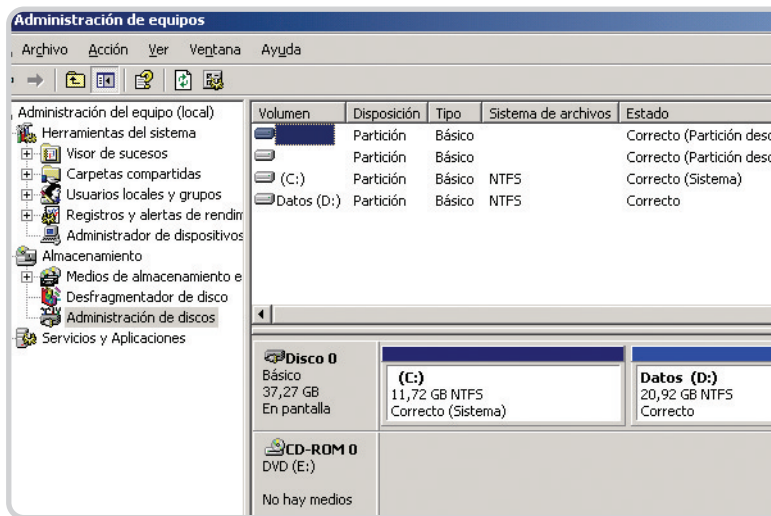 Administración de equipos
Archivo Acción Ver Ventana Ayuda
Administración del equipo (local)
Herramientas del sistema
Visor de sucesos
Carpetas compartidas
Usuarios locales y grupos
Registros y alertas de rendim
Administrador de dispositivos
Almacenamiento
Medios de almacenamiento e
Desfragmentador de disco
Administración de discos
Servicios y Aplicaciones
Volumen Disposición Tipo Sistema de archivos Estado
Partición Básico Correcto (Partición desc
Partición Básico Correcto (Partición desc
(C:) Partición Básico NTFS Correcto (Sistema)
Datos (D:) Partición Básico NTFS Correcto
Disco 0
Básico
37,27 GB
En pantalla
(C:)
11,72 GB NTFS
Correcto (Sistema)
Datos (D:)
20,92 GB NTFS
Correcto
CD-ROM 0
DVD (E:)
No hay medios